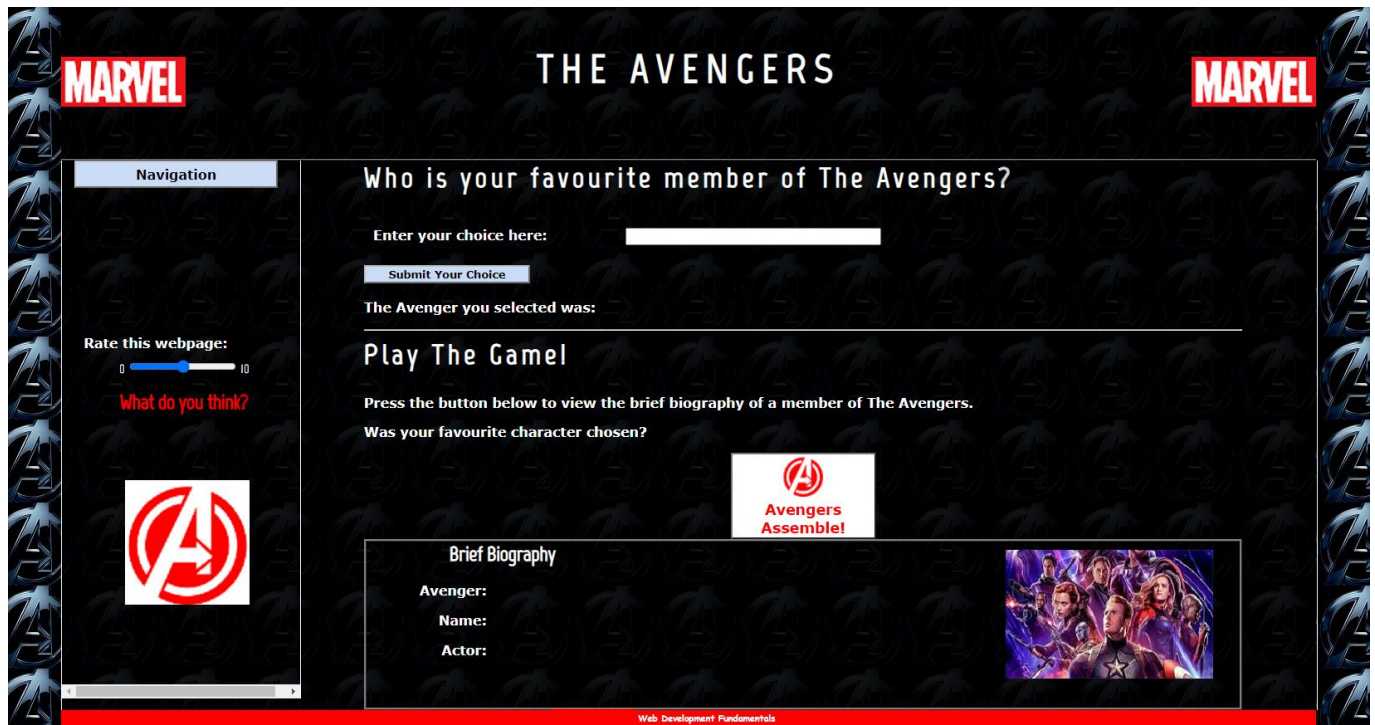 THE AVENGERS
MARVEL
MARVEL
Navigation
Rate this webpage:
0 10
What do you think?
Who is your favourite member of The Avengers?
Enter your choice here:
Submit Your Choice
The Avenger you selected was:
Play The Game!
Press the button below to view the brief biography of a member of The Avengers.
Was your favourite character chosen?
Avengers
Assemble!
Brief Biography
Avenger:
Name:
Actor:
Web Development Fundamentals